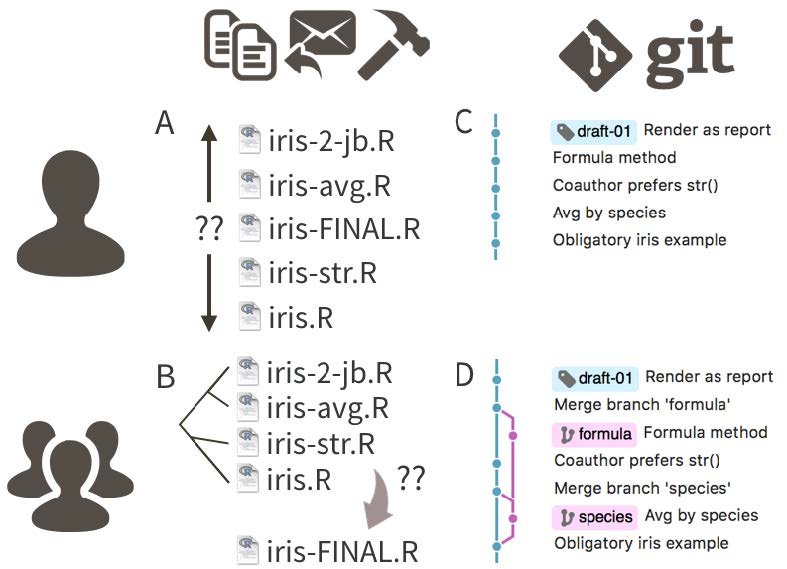 git
A
iris-2-jb.R
iris-avg.R
??
iris-FINAL.R
iris-str.R
iris.R
C
draft-01 Render as report
Formula method
Coauthor prefers str()
Avg by species
Obligatory iris example
B
iris-2-jb.R
iris-avg.R
iris-str.R
iris.R
??
iris-FINAL.R
D
draft-01 Render as report
Merge branch 'formula'
formula Formula method
Coauthor prefers str()
Merge branch 'species'
species Avg by species
Obligatory iris example